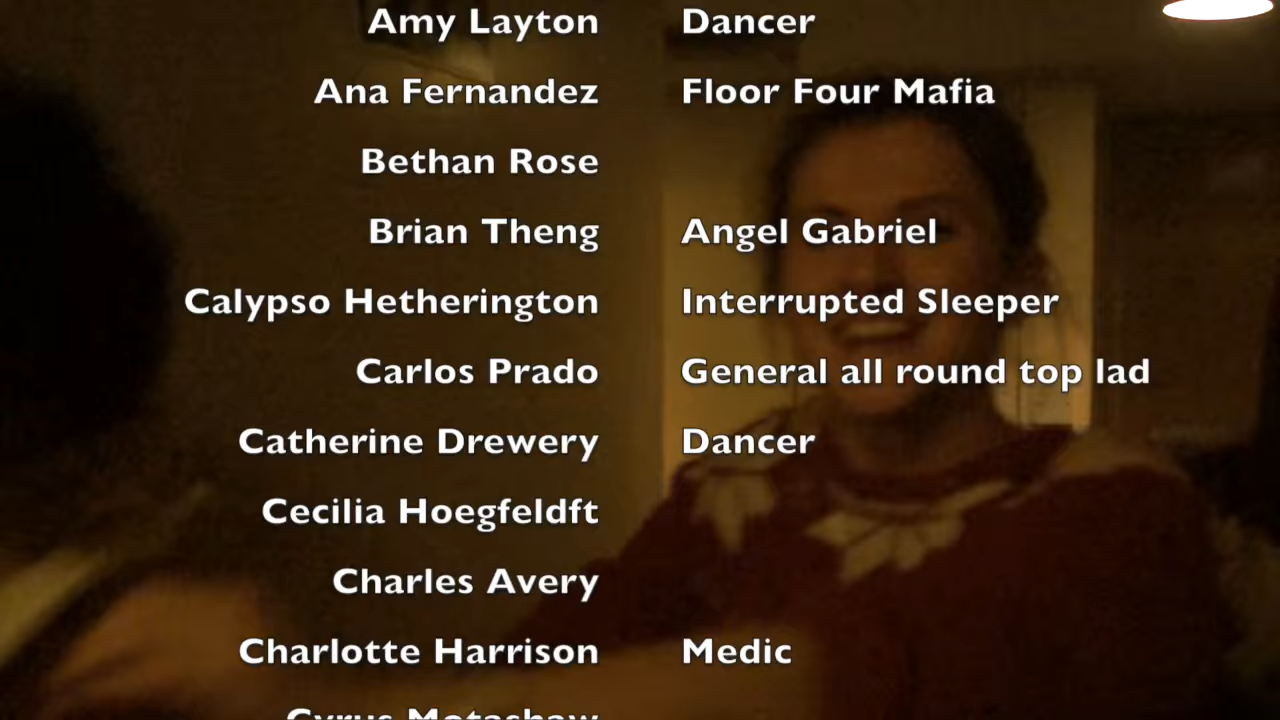 Amy Layton Dancer
Ana Fernandez Floor Four Mafia
Bethan Rose
Brian Theng Angel Gabriel
Calypso Hetherington Interrupted Sleeper
Carlos Prado General all round top lad
Catherine Drewery Dancer
Cecilia Hoegfeldft
Charles Avery
Charlotte Harrison Medic
Cyrus